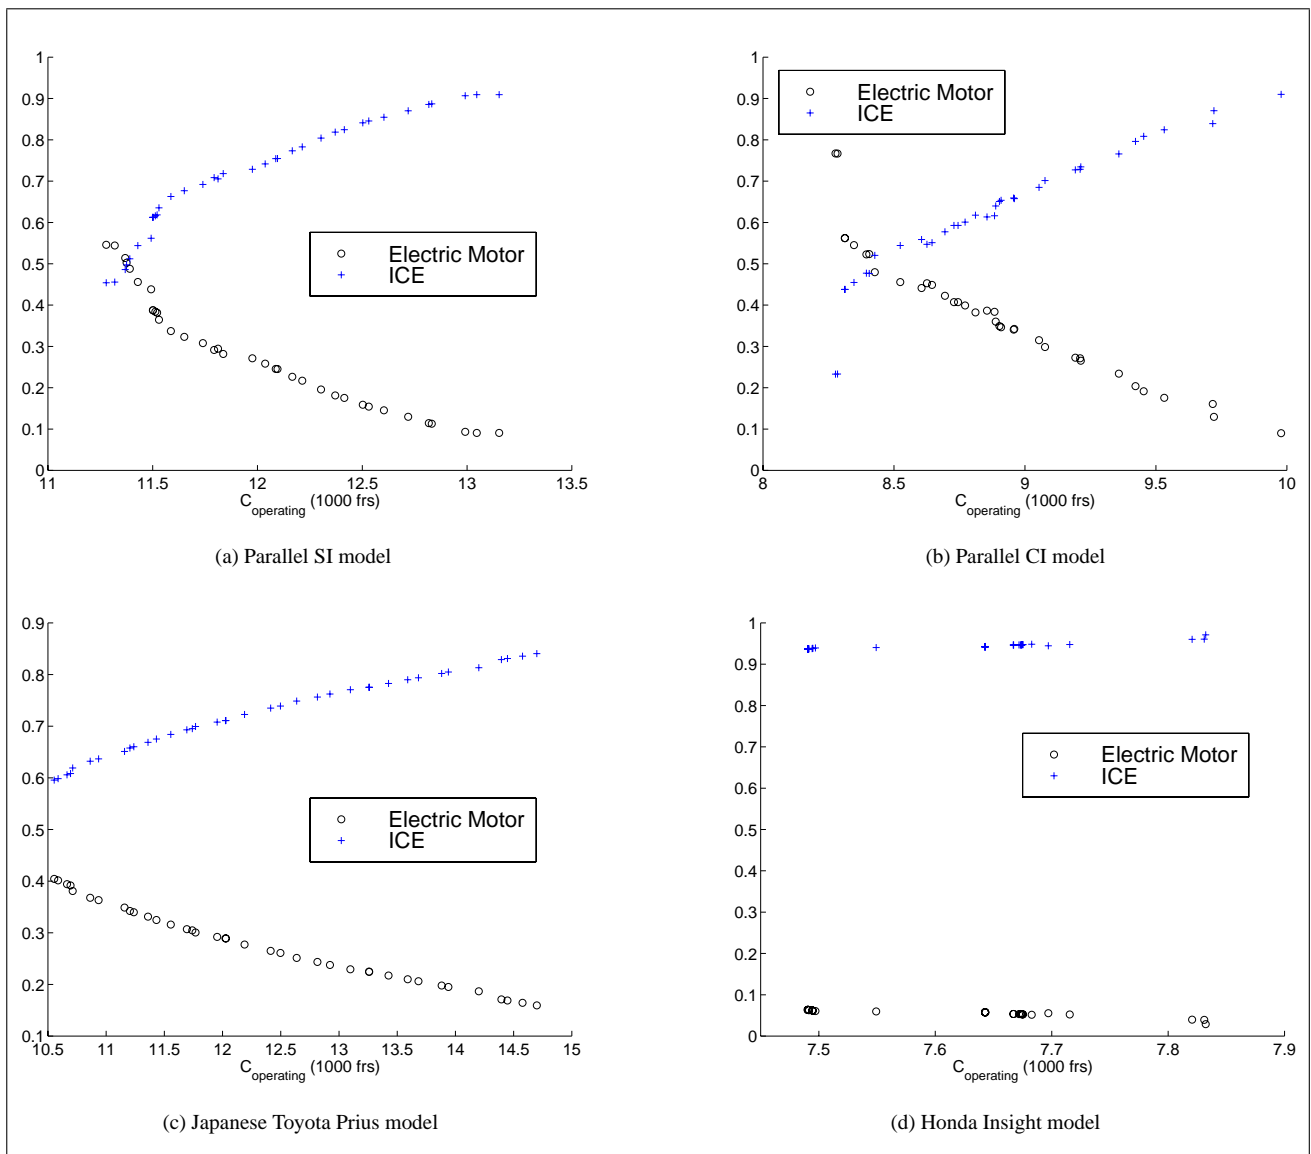 1
0.9
0.8
0.7
0.6
0.5
0.4
0.3
0.2
0.1
0
11 11.5 12 12.5 13 13.5
C_operating (1000 frs)
Electric Motor
ICE
(a) Parallel SI model
1
0.9
0.8
0.7
0.6
0.5
0.4
0.3
0.2
0.1
0
8 8.5 9 9.5 10
C_operating (1000 frs)
Electric Motor
ICE
(b) Parallel CI model
0.9
0.8
0.7
0.6
0.5
0.4
0.3
0.2
0.1
10.5 11 11.5 12 12.5 13 13.5 14 14.5 15
C_operating (1000 frs)
Electric Motor
ICE
(c) Japanese Toyota Prius model
1
0.9
0.8
0.7
0.6
0.5
0.4
0.3
0.2
0.1
0
7.5 7.6 7.7 7.8 7.9
C_operating (1000 frs)
Electric Motor
ICE
(d) Honda Insight model